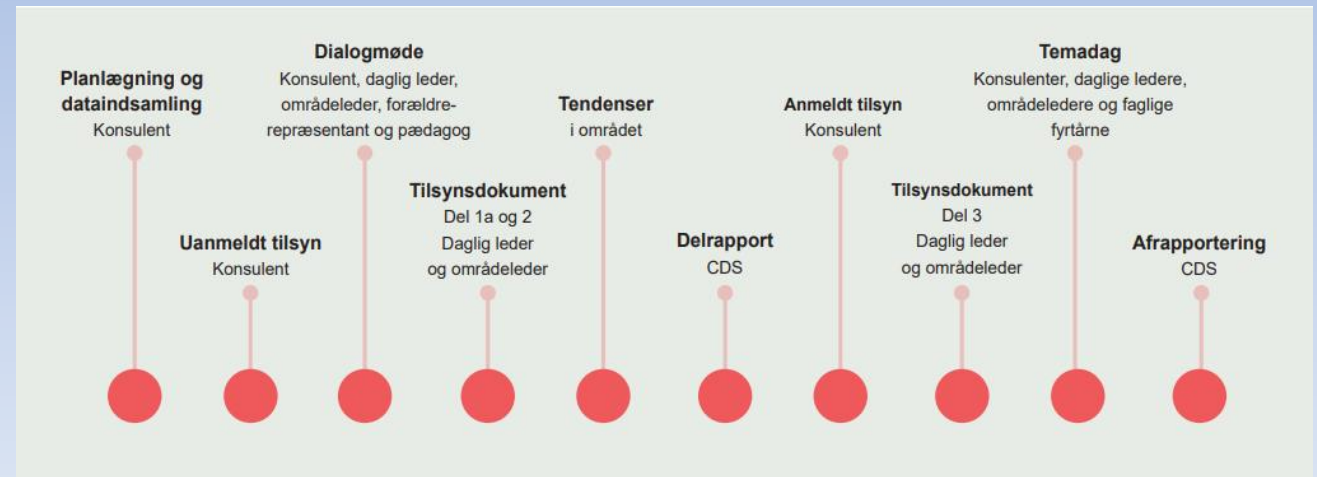 Planlægning og
dataindsamling
Konsulent
Uanmeldt tilsyn
Konsulent
Dialogmøde
Konsulent, daglig leder,
områdeleder, forældre-
repræsentant og pædagog
Tilsynsdokument
Del 1a og 2
Daglig leder
og områdeleder
Tendenser
i området
Delrapport
CDS
Anmeldt tilsyn
Konsulent
Tilsynsdokument
Del 3
Daglig leder
og områdeleder
Temadag
Konsulenter, daglige ledere,
områdeledere og faglige
fyrtårne
Afrapportering
CDS